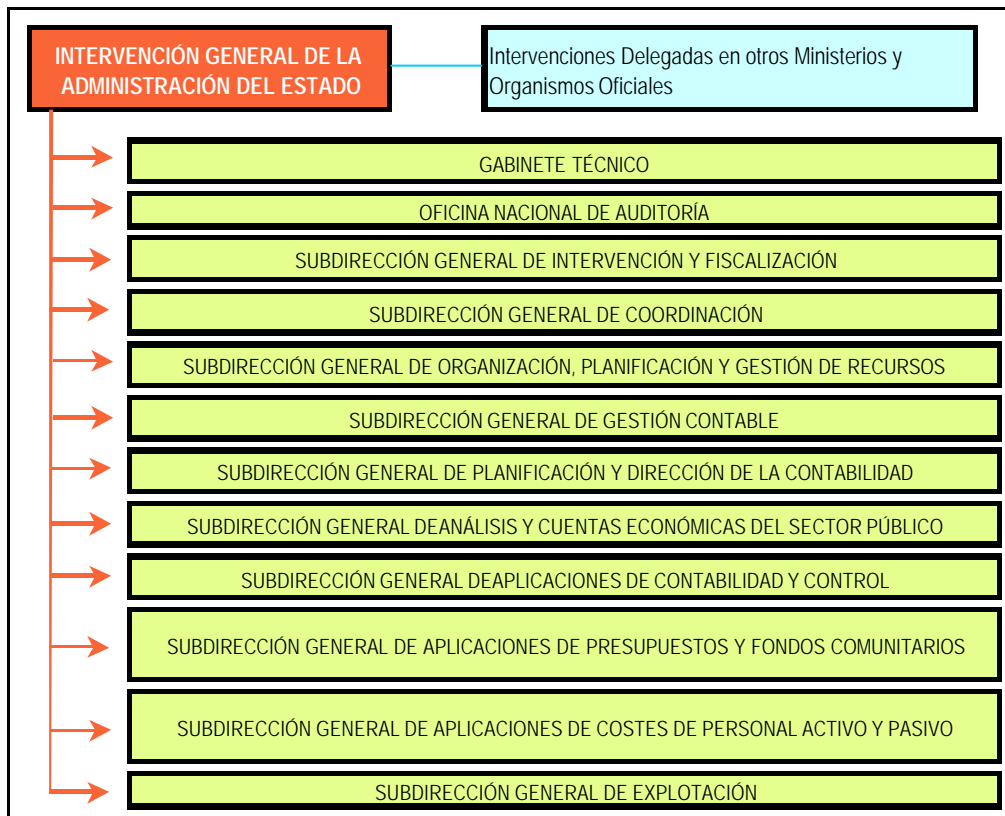 INTERVENCIÓN GENERAL DE LA
ADMINISTRACIÓN DEL ESTADO
Intervenciones Delegadas en otros Ministerios y
Organismos Oficiales
GABINETE TÉCNICO
OFICINA NACIONAL DE AUDITORÍA
SUBDIRECCIÓN GENERAL DE INTERVENCIÓN Y FISCALIZACIÓN
SUBDIRECCIÓN GENERAL DE COORDINACIÓN
SUBDIRECCIÓN GENERAL DE ORGANIZACIÓN, PLANIFICACIÓN Y GESTIÓN DE RECURSOS
SUBDIRECCIÓN GENERAL DE GESTIÓN CONTABLE
SUBDIRECCIÓN GENERAL DE PLANIFICACIÓN Y DIRECCIÓN DE LA CONTABILIDAD
SUBDIRECCIÓN GENERAL DEANÁLISIS Y CUENTAS ECONÓMICAS DEL SECTOR PÚBLICO
SUBDIRECCIÓN GENERAL DEAPLICACIONES DE CONTABILIDAD Y CONTROL
SUBDIRECCIÓN GENERAL DE APLICACIONES DE PRESUPUESTOS Y FONDOS COMUNITARIOS
SUBDIRECCIÓN GENERAL DE APLICACIONES DE COSTES DE PERSONAL ACTIVO Y PASIVO
SUBDIRECCIÓN GENERAL DE EXPLOTACIÓN